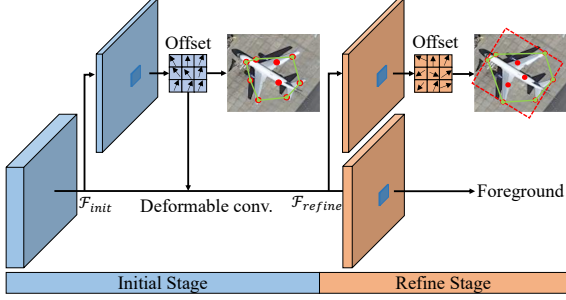 Offset
Offset
𝓕init
Deformable conv.
𝓕refine
Foreground
Initial Stage
Refine Stage